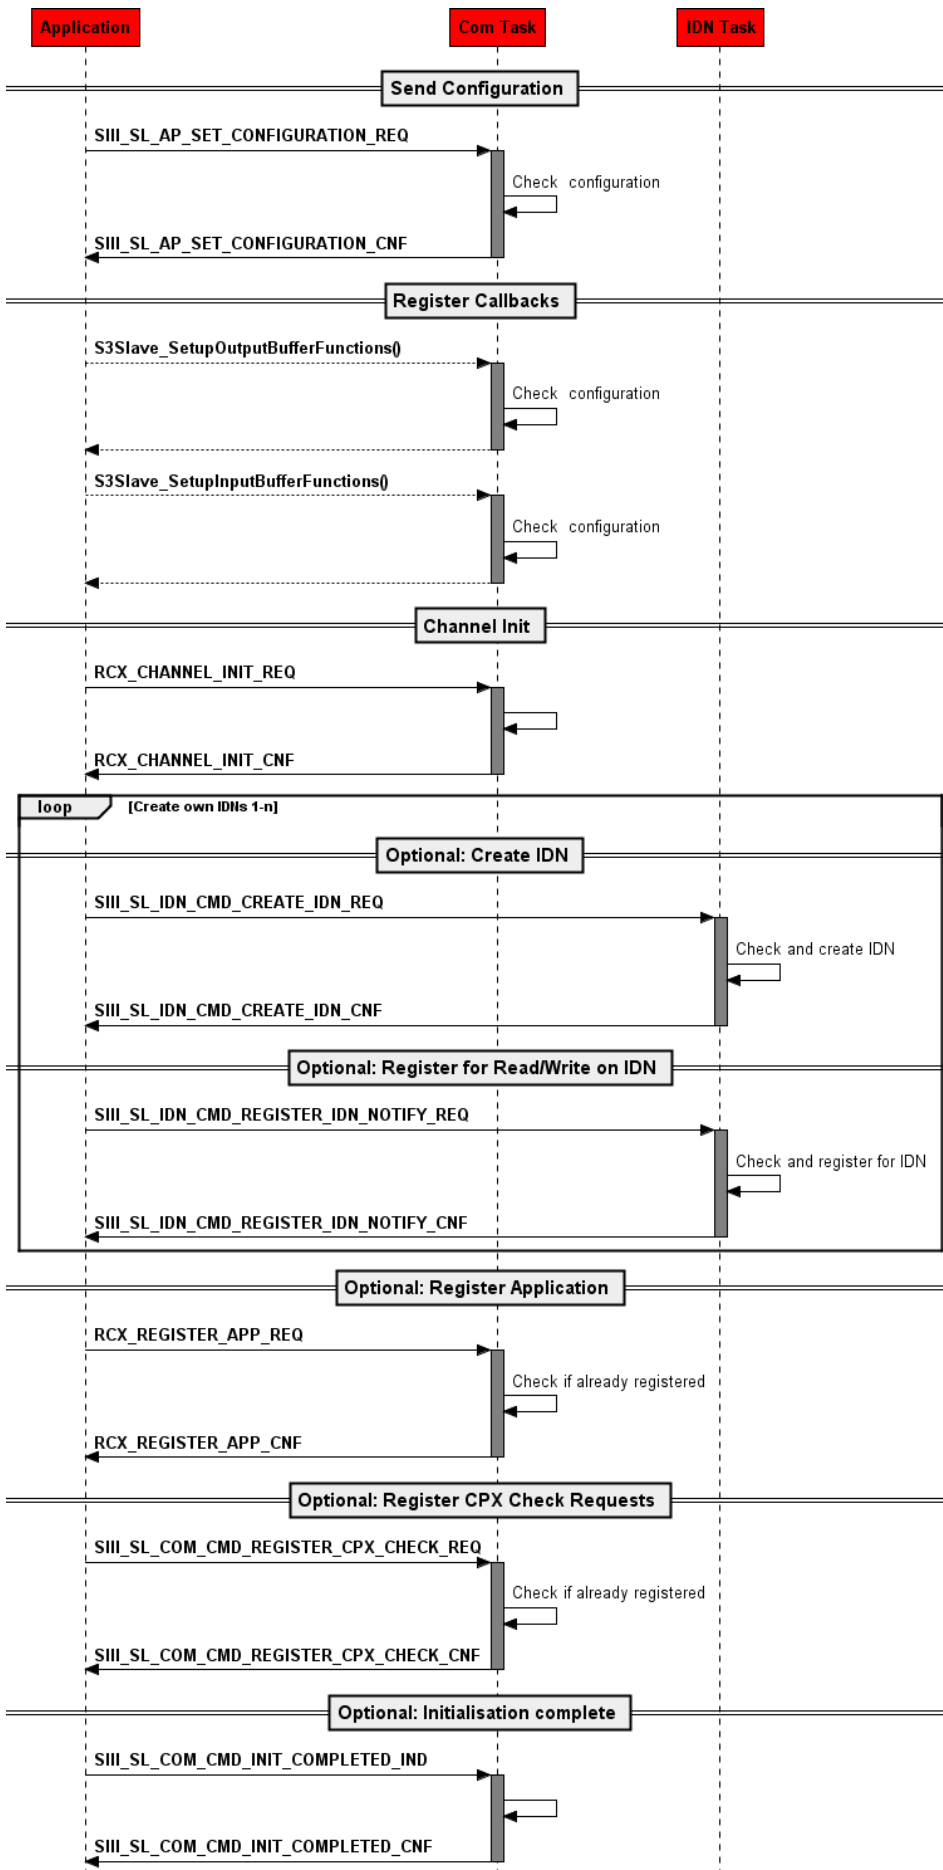 Application Com Task IDN Task
Send Configuration
SIII_SL_AP_SET_CONFIGURATION_REQ
Check configuration
SIII_SL_AP_SET_CONFIGURATION_CNF
Register Callbacks
S3Slave_SetupOutputBufferFunctions()
Check configuration
S3Slave_SetupInputBufferFunctions()
Check configuration
Channel Init
RCX_CHANNEL_INIT_REQ
RCX_CHANNEL_INIT_CNF
loop [Create own IDNs 1-n]
Optional: Create IDN
SIII_SL_IDN_CMD_CREATE_IDN_REQ
Check and create IDN
SIII_SL_IDN_CMD_CREATE_IDN_CNF
Optional: Register for Read/Write on IDN
SIII_SL_IDN_CMD_REGISTER_IDN_NOTIFY_REQ
Check and register for IDN
SIII_SL_IDN_CMD_REGISTER_IDN_NOTIFY_CNF
Optional: Register Application
RCX_REGISTER_APP_REQ
Check if already registered
RCX_REGISTER_APP_CNF
Optional: Register CPX Check Requests
SIII_SL_COM_CMD_REGISTER_CPX_CHECK_REQ
Check if already registered
SIII_SL_COM_CMD_REGISTER_CPX_CHECK_CNF
Optional: Initialisation complete
SIII_SL_COM_CMD_INIT_COMPLETED_IND
SIII_SL_COM_CMD_INIT_COMPLETED_CNF